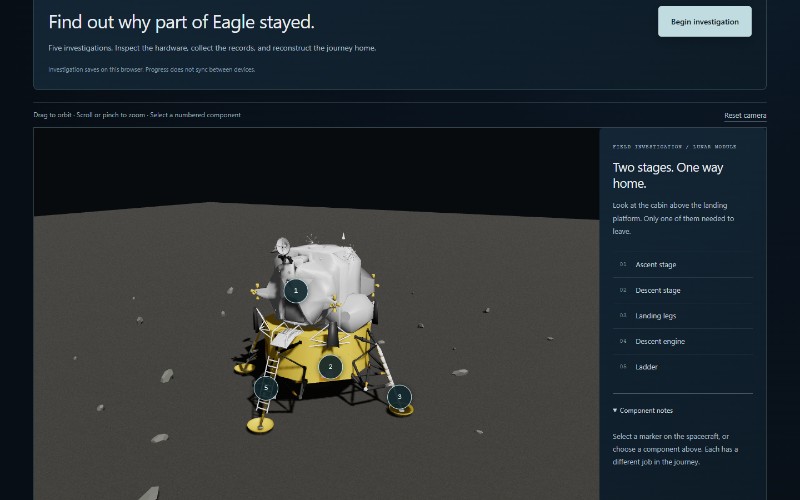 Find out why part of Eagle stayed.
Begin investigation
Five investigations. Inspect the hardware, collect the records, and reconstruct the journey home.
Investigation saves on this browser. Progress does not sync between devices.
Drag to orbit · Scroll or pinch to zoom · Select a numbered component
Reset camera
FIELD INVESTIGATION / LUNAR MODULE
Two stages. One way
home.
Look at the cabin above the landing
platform. Only one of them needed to
leave.
01 Ascent stage
02 Descent stage
03 Landing legs
04 Descent engine
05 Ladder
▼ Component notes
Select a marker on the spacecraft, or
choose a component above. Each has a
different job in the journey.
1
2
5
3